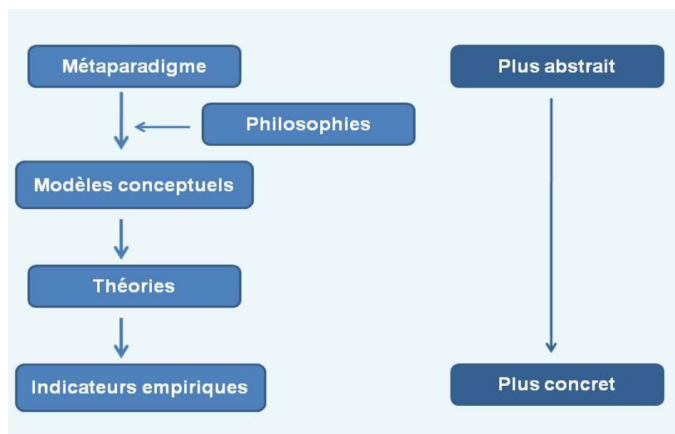 Métaparadigme
Plus abstrait
Philosophies
Modèles conceptuels
Théories
Indicateurs empiriques
Plus concret